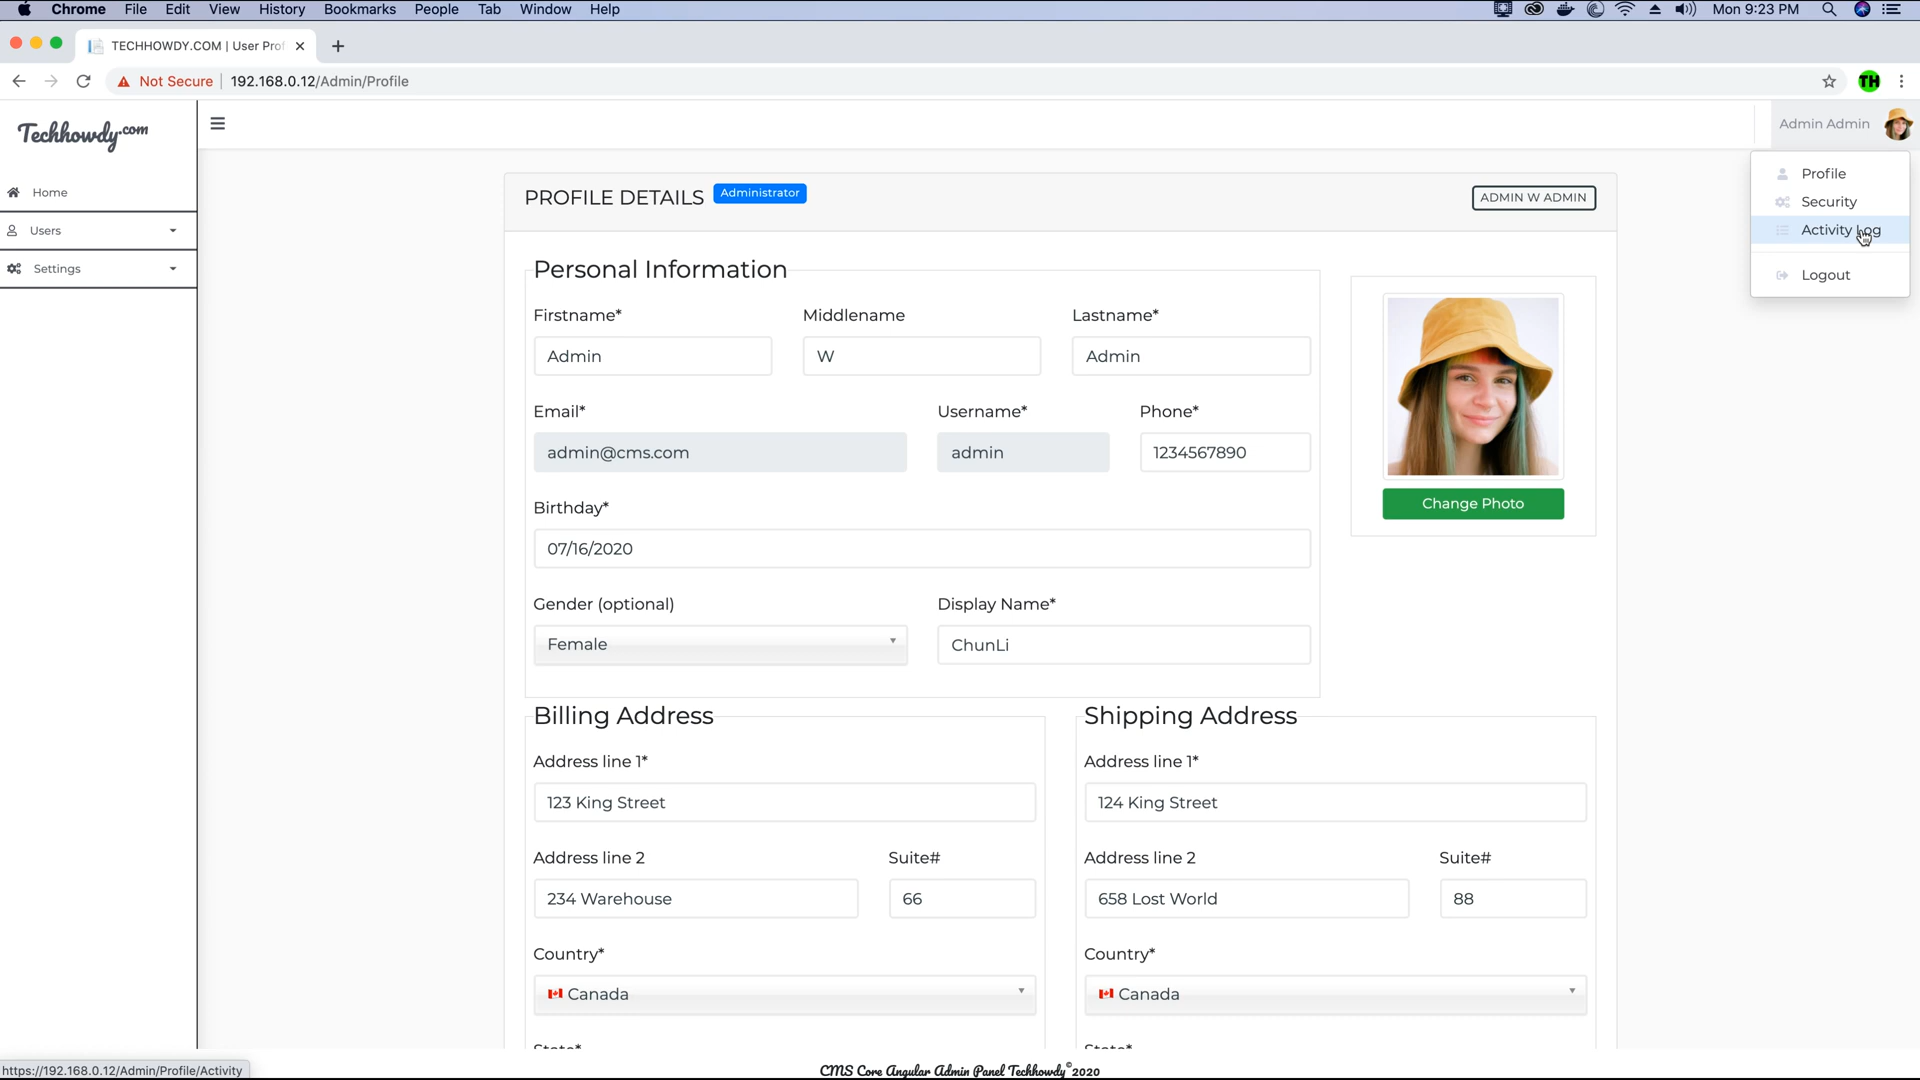 Chrome File Edit View History Bookmarks People Tab Window Help Mon 9:23 PM
TECHHOWDY.COM | User Prof
Not Secure 192.168.0.12/Admin/Profile TH
Techhowdy.com
Admin Admin
Home
Users
Settings
Profile
Security
Activity Log
Logout
PROFILE DETAILS Administrator ADMIN W ADMIN
Personal Information
Firstname* Middlename Lastname*
Admin W Admin
Email* Username* Phone*
admin@cms.com admin 1234567890
Change Photo
Birthday*
07/16/2020
Gender (optional) Display Name*
Female ChunLi
Billing Address Shipping Address
Address line 1* Address line 1*
123 King Street 124 King Street
Address line 2 Suite# Address line 2 Suite#
234 Warehouse 66 658 Lost World 88
Country* Country*
Canada Canada
State* State*
https://192.168.0.12/Admin/Profile/Activity
CMS Core Angular Admin Panel Techhowdy©2020